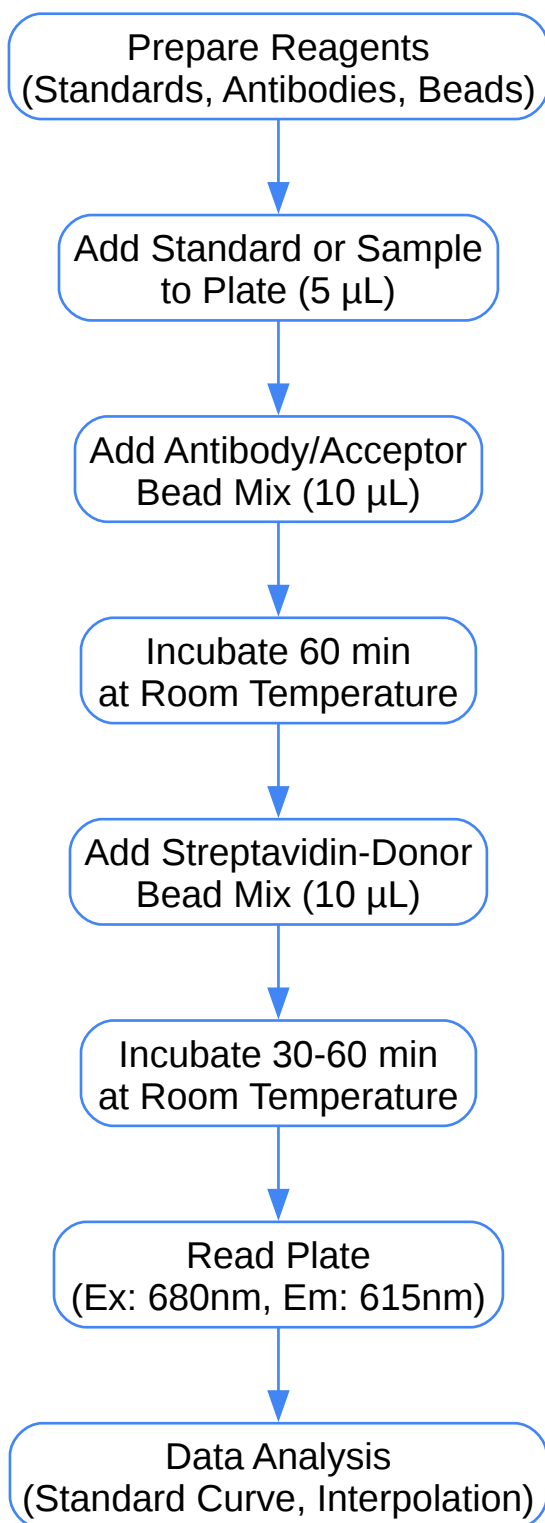 Prepare Reagents
(Standards, Antibodies, Beads)
Add Standard or Sample
to Plate (5 µL)
Add Antibody/Acceptor
Bead Mix (10 µL)
Incubate 60 min
at Room Temperature
Add Streptavidin-Donor
Bead Mix (10 µL)
Incubate 30-60 min
at Room Temperature
Read Plate
(Ex: 680nm, Em: 615nm)
Data Analysis
(Standard Curve, Interpolation)